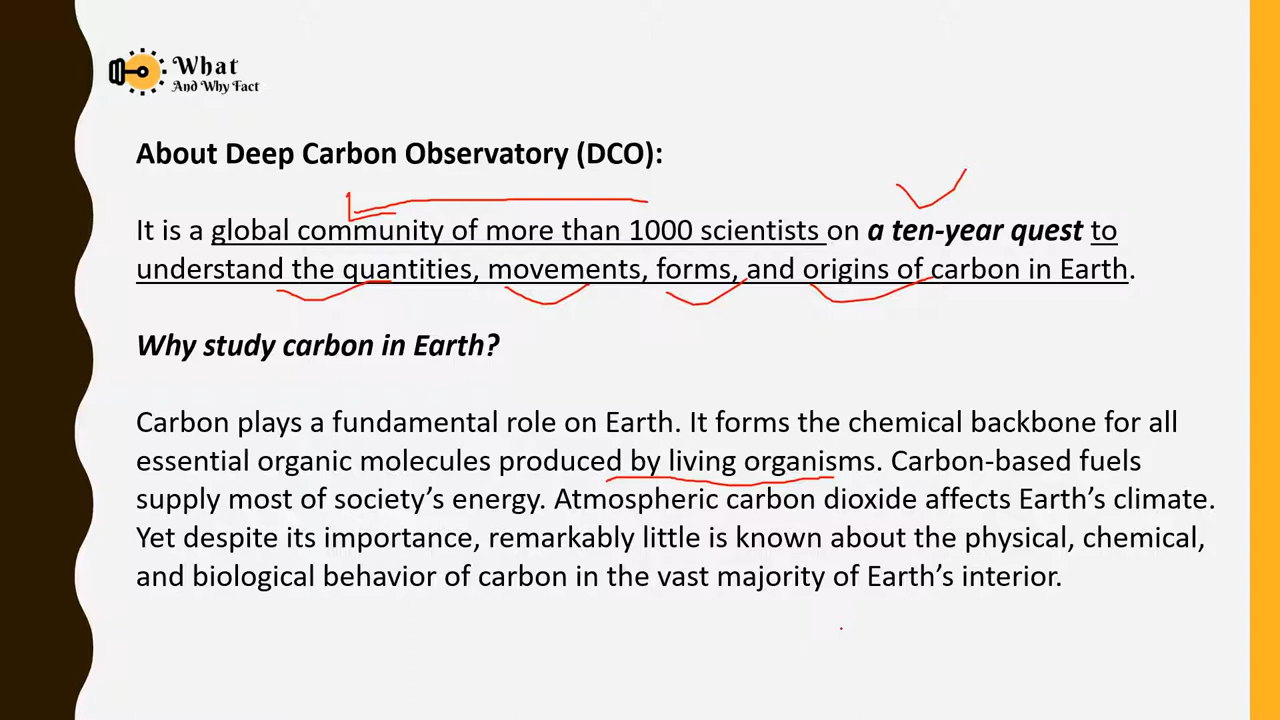 What
And Why Fact
About Deep Carbon Observatory (DCO):
It is a global community of more than 1000 scientists on a ten-year quest to
understand the quantities, movements, forms, and origins of carbon in Earth.
Why study carbon in Earth?
Carbon plays a fundamental role on Earth. It forms the chemical backbone for all
essential organic molecules produced by living organisms. Carbon-based fuels
supply most of society’s energy. Atmospheric carbon dioxide affects Earth’s climate.
Yet despite its importance, remarkably little is known about the physical, chemical,
and biological behavior of carbon in the vast majority of Earth’s interior.